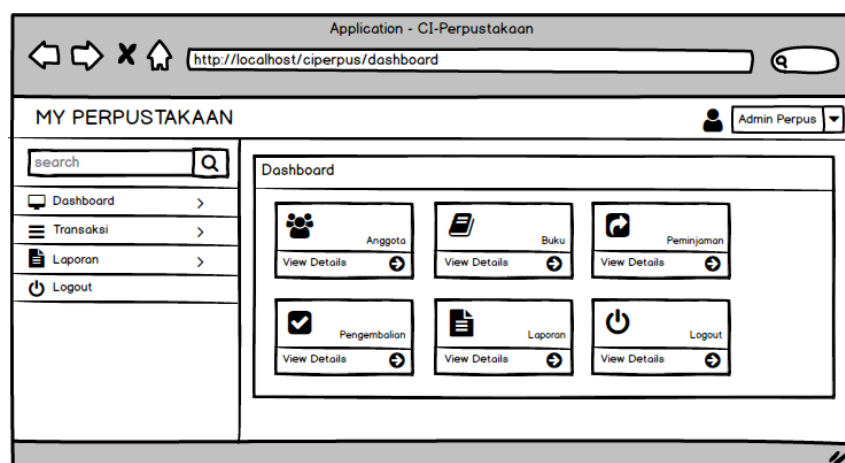 Application - CI-Perpustakaan
http://localhost/ciperpus/dashboard
MY PERPUSTAKAAN
Admin Perpus
search
Dashboard
Transaksi
Laporan
Logout
Dashboard
Anggota
View Details
Buku
View Details
Peminjaman
View Details
Pengembalian
View Details
Laporan
View Details
Logout
View Details